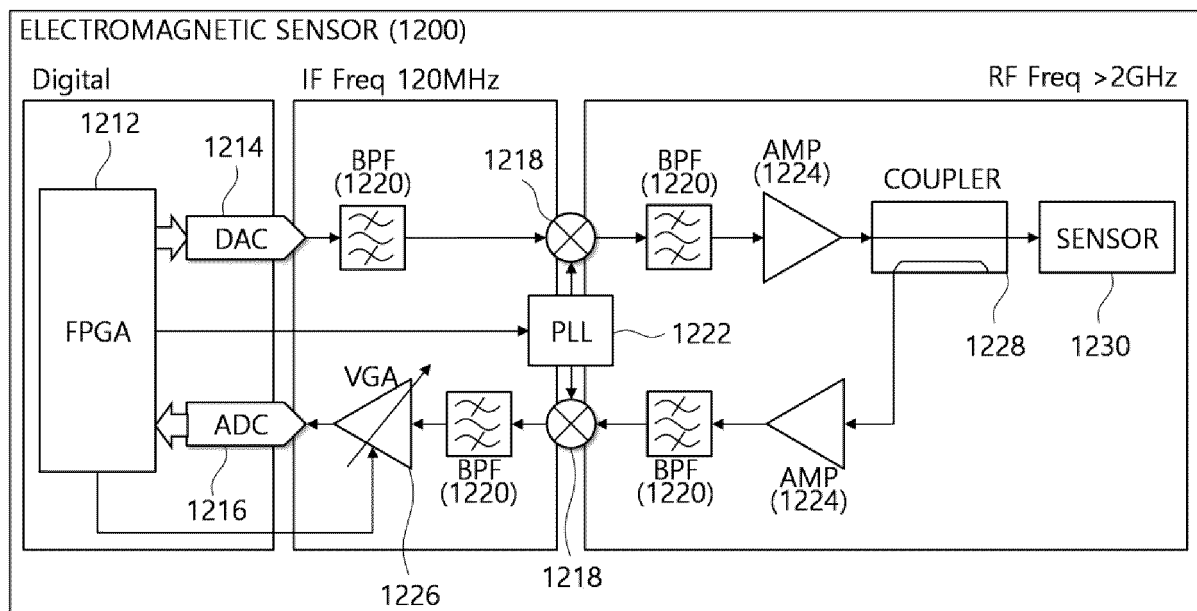 ELECTROMAGNETIC SENSOR (1200)
Digital
IF Freq 120MHz
RF Freq >2GHz
1212
1214
BPF
(1220)
1218
BPF
(1220)
AMP
(1224)
COUPLER
DAC
SENSOR
FPGA
PLL
1222
1228
1230
VGA
ADC
BPF
(1220)
BPF
(1220)
AMP
(1224)
1216
1226
1218